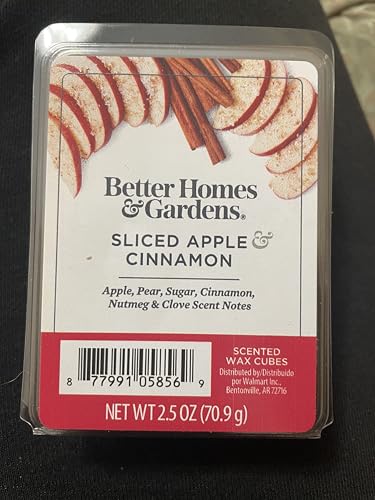 Better Homes
& Gardens®
SLICED APPLE &
CINNAMON
Apple, Pear, Sugar, Cinnamon,
Nutmeg & Clove Scent Notes
SCENTED
WAX CUBES
Distributed by/Distribuido
por Walmart Inc.,
Bentonville, AR 72716
8 77991 05856 9
NET WT 2.5 OZ (70.9 g)